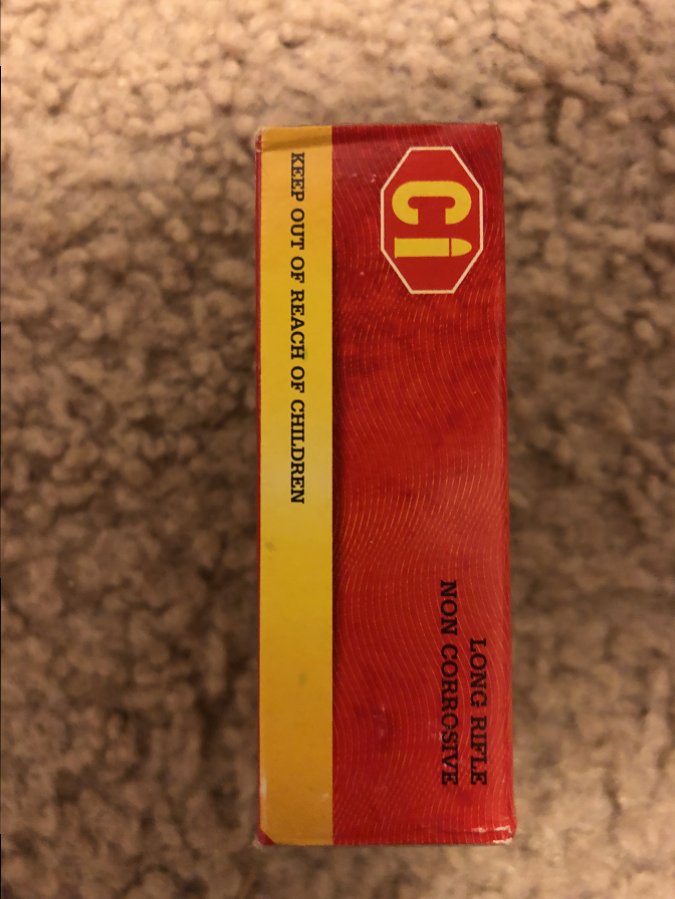 CI
LONG RIFLE
NON CORROSIVE
KEEP OUT OF REACH OF CHILDREN